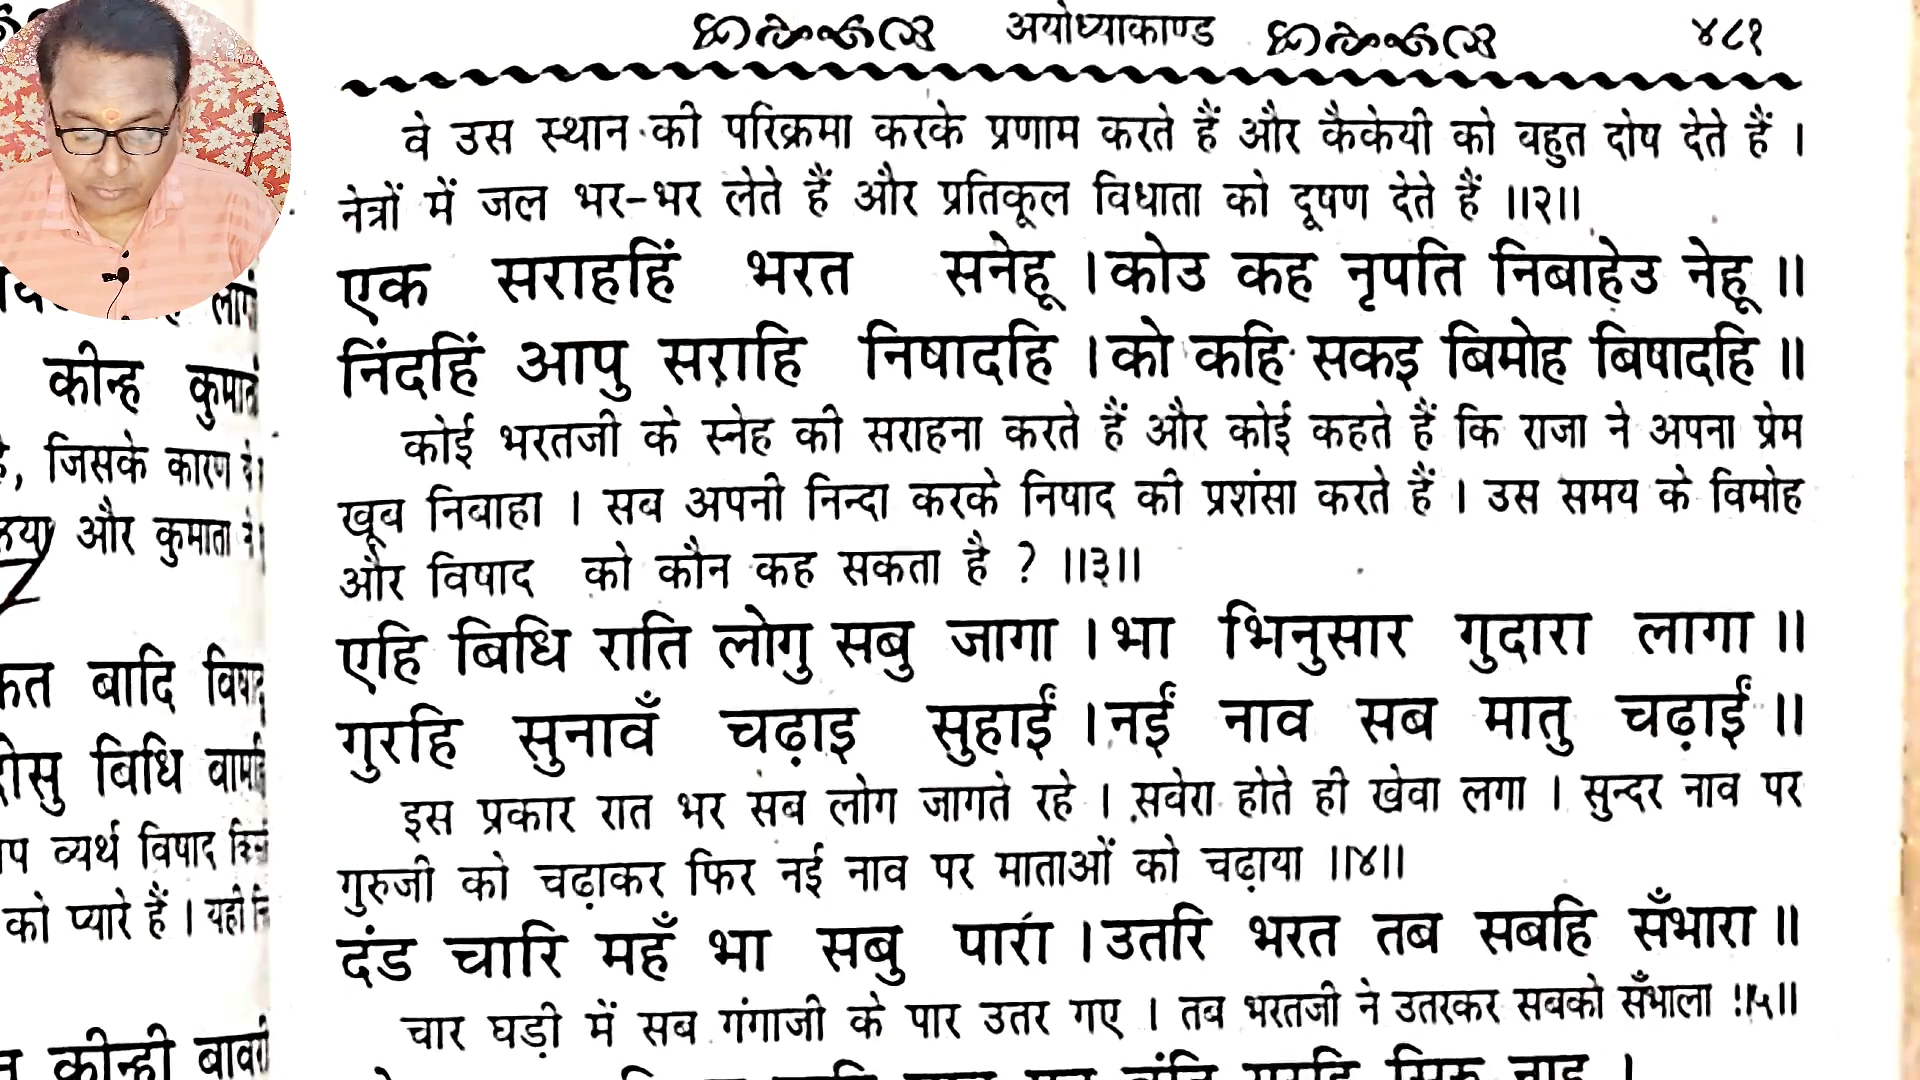 अयोध्याकाण्ड ४८१
वे उस स्थान की परिक्रमा करके प्रणाम करते हैं और कैकेयी को बहुत दोष देते हैं ।
नेत्रों में जल भर-भर लेते हैं और प्रतिकूल विधाता को दूषण देते हैं ॥२॥
एक सराहहिं भरत सनेहू । कोउ कह नृपति निबाहेउ नेहू ॥
निंदहिं आपु सराहि निषादहि । को कहि सकइ बिमोह बिषादहि ॥
कोई भरतजी के स्नेह की सराहना करते हैं और कोई कहते हैं कि राजा ने अपना प्रेम
खूब निबाहा । सब अपनी निन्दा करके निषाद की प्रशंसा करते हैं । उस समय के विमोह
और विषाद को कौन कह सकता है ? ॥३॥
एहि बिधि राति लोगु सबु जागा । भा भिनुसार गुदारा लागा ॥
गुरहि सुनावँ चढ़ाइ सुहाईं । नईं नाव सब मातु चढ़ाईं ॥
इस प्रकार रात भर सब लोग जागते रहे । सवेरा होते ही खेवा लगा । सुन्दर नाव पर
गुरुजी को चढ़ाकर फिर नई नाव पर माताओं को चढ़ाया ॥४॥
दंड चारि महँ भा सबु पारा । उतरि भरत तब सबहि सँभारा ॥
चार घड़ी में सब गंगाजी के पार उतर गए । तब भरतजी ने उतरकर सबको सँभाला ॥५॥
कीन्ह
जिसके कारण
और कुमाता
बादि
बिधि
व्यर्थ विषाद
को प्यारे हैं । यही
कीन्ही